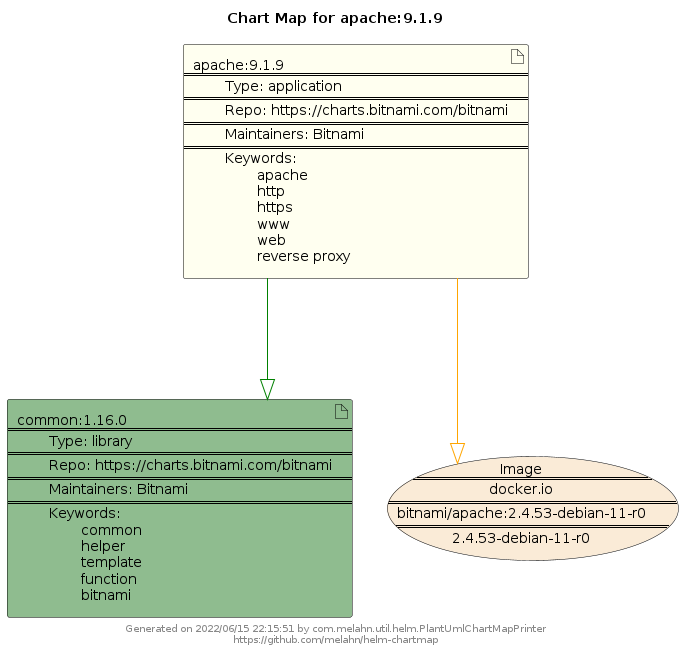 Chart Map for apache:9.1.9
apache:9.1.9
Type: application
Repo: https://charts.bitnami.com/bitnami
Maintainers: Bitnami
Keywords:
apache
http
https
www
web
reverse proxy
common:1.16.0
Type: library
Repo: https://charts.bitnami.com/bitnami
Maintainers: Bitnami
Keywords:
common
helper
template
function
bitnami
Image
docker.io
bitnami/apache:2.4.53-debian-11-r0
2.4.53-debian-11-r0
Generated on 2022/06/15 22:15:51 by com.melahn.util.helm.PlantUmlChartMapPrinter
https://github.com/melahn/helm-chartmap